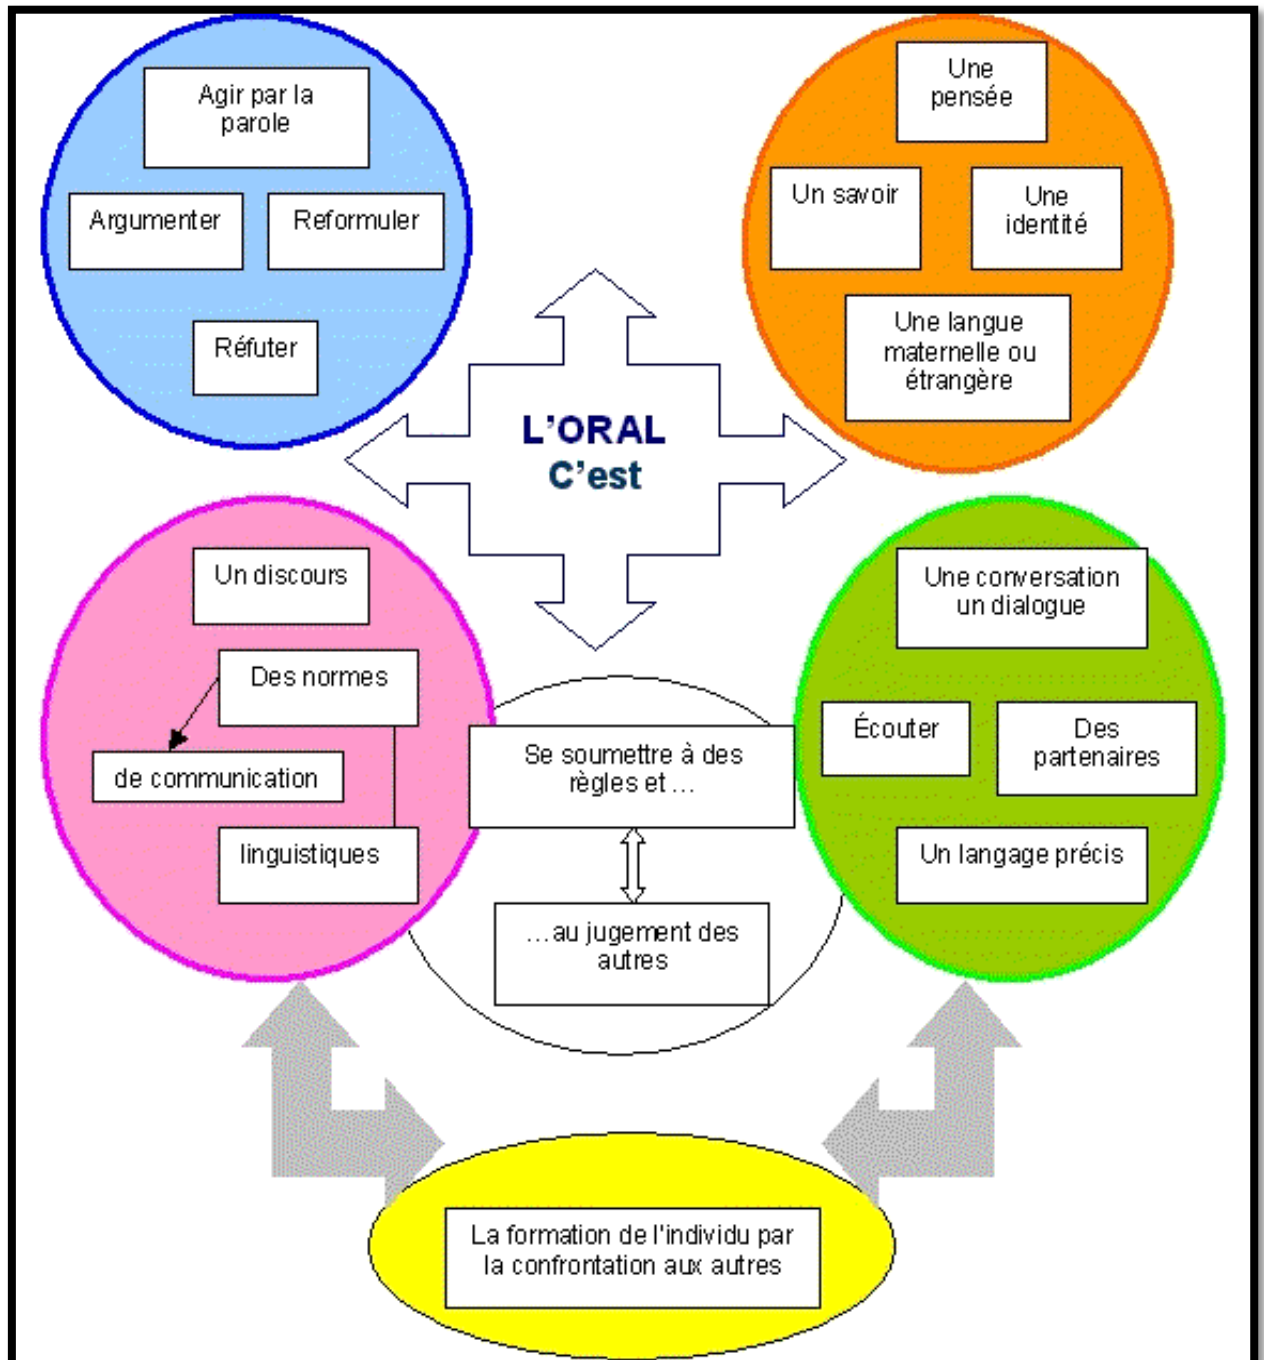 Agir par la
parole
Argumenter
Reformuler
Réfuter
Une
pensée
Un savoir
Une
identité
Une langue
maternelle ou
étrangère
L'ORAL
C'est
Un discours
Des normes
de communication
linguistiques
Se soumettre à des
règles et ...
...au jugement des
autres
Une conversation
un dialogue
Écouter
Des
partenaires
Un langage précis
La formation de l'individu par
la confrontation aux autres